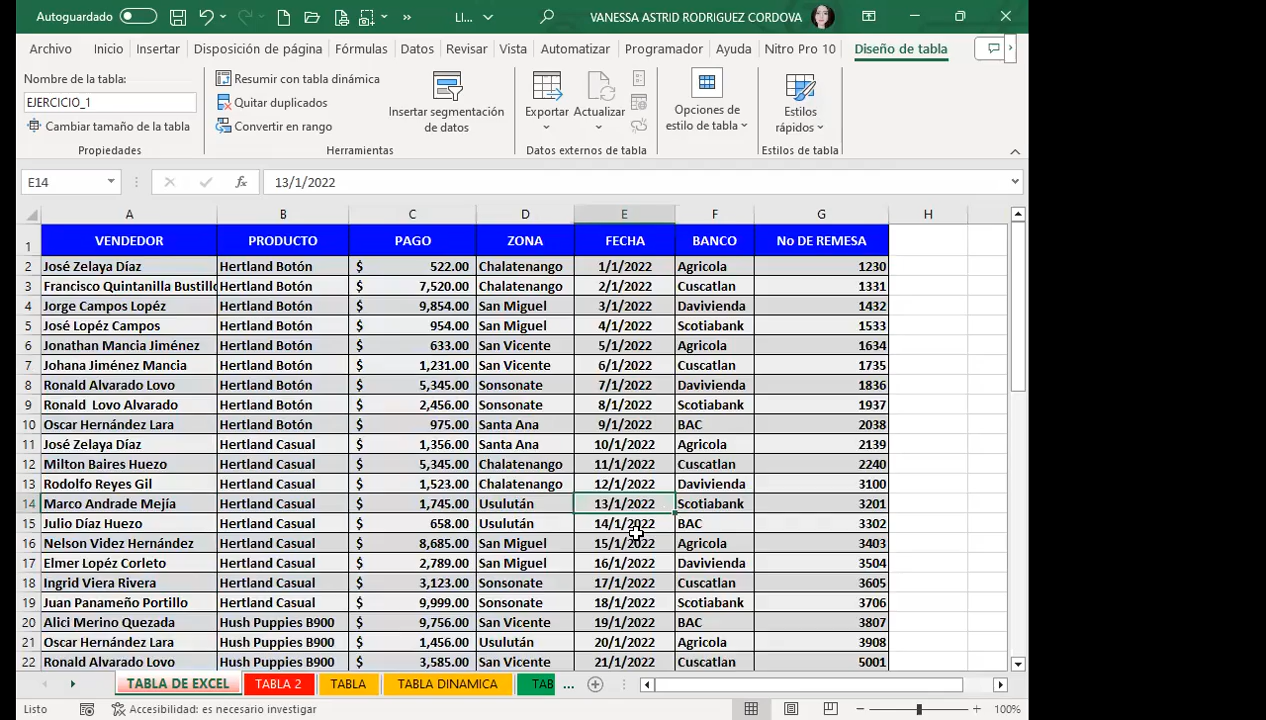 Autoguardado LI... VANESSA ASTRID RODRIGUEZ CORDOVA
Archivo Inicio Insertar Disposición de página Fórmulas Datos Revisar Vista Automatizar Programador Ayuda Nitro Pro 10 Diseño de tabla
Nombre de la tabla:
EJERCICIO_1
Cambiar tamaño de la tabla
Propiedades
Resumir con tabla dinámica
Quitar duplicados
Convertir en rango
Insertar segmentación
de datos
Herramientas
Exportar Actualizar
Datos externos de tabla
Opciones de
estilo de tabla
Estilos
rápidos
Estilos de tabla
E14 fx 13/1/2022
A B C D E F G H
1 VENDEDOR PRODUCTO PAGO ZONA FECHA BANCO No DE REMESA
2 José Zelaya Díaz Hertland Botón $ 522.00 Chalatenango 1/1/2022 Agricola 1230
3 Francisco Quintanilla Bustillo Hertland Botón $ 7,520.00 Chalatenango 2/1/2022 Cuscatlan 1331
4 Jorge Campos Lopéz Hertland Botón $ 9,854.00 San Miguel 3/1/2022 Davivienda 1432
5 José Lopéz Campos Hertland Botón $ 954.00 San Miguel 4/1/2022 Scotiabank 1533
6 Jonathan Mancia Jiménez Hertland Botón $ 633.00 San Vicente 5/1/2022 Agricola 1634
7 Johana Jiménez Mancia Hertland Botón $ 1,231.00 San Vicente 6/1/2022 Cuscatlan 1735
8 Ronald Alvarado Lovo Hertland Botón $ 5,345.00 Sonsonate 7/1/2022 Davivienda 1836
9 Ronald Lovo Alvarado Hertland Botón $ 2,456.00 Sonsonate 8/1/2022 Scotiabank 1937
10 Oscar Hernández Lara Hertland Botón $ 975.00 Santa Ana 9/1/2022 BAC 2038
11 José Zelaya Díaz Hertland Casual $ 1,356.00 Santa Ana 10/1/2022 Agricola 2139
12 Milton Baires Huezo Hertland Casual $ 5,345.00 Chalatenango 11/1/2022 Cuscatlan 2240
13 Rodolfo Reyes Gil Hertland Casual $ 1,523.00 Chalatenango 12/1/2022 Davivienda 3100
14 Marco Andrade Mejía Hertland Casual $ 1,745.00 Usulután 13/1/2022 Scotiabank 3201
15 Julio Díaz Huezo Hertland Casual $ 658.00 Usulután 14/1/2022 BAC 3302
16 Nelson Videz Hernández Hertland Casual $ 8,685.00 San Miguel 15/1/2022 Agricola 3403
17 Elmer Lopéz Corleto Hertland Casual $ 2,789.00 San Miguel 16/1/2022 Davivienda 3504
18 Ingrid Viera Rivera Hertland Casual $ 3,123.00 Sonsonate 17/1/2022 Cuscatlan 3605
19 Juan Panameño Portillo Hertland Casual $ 9,999.00 Sonsonate 18/1/2022 Scotiabank 3706
20 Alici Merino Quezada Hush Puppies B900 $ 9,756.00 San Vicente 19/1/2022 BAC 3807
21 Oscar Hernández Lara Hush Puppies B900 $ 1,456.00 Usulután 20/1/2022 Agricola 3908
22 Ronald Alvarado Lovo Hush Puppies B900 $ 3,585.00 San Vicente 21/1/2022 Cuscatlan 5001
TABLA DE EXCEL TABLA 2 TABLA TABLA DINAMICA TAB ...
Listo Accesibilidad: es necesario investigar 100%